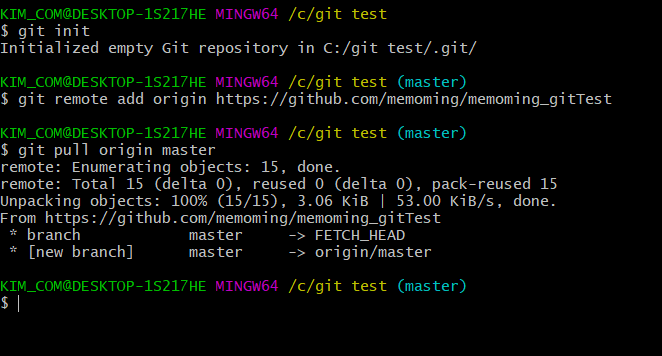 KIM_COM@DESKTOP-1S217HE MINGW64 /c/git test
$ git init
Initialized empty Git repository in C:/git test/.git/
KIM_COM@DESKTOP-1S217HE MINGW64 /c/git test (master)
$ git remote add origin https://github.com/memoming/memoming_gitTest
KIM_COM@DESKTOP-1S217HE MINGW64 /c/git test (master)
$ git pull origin master
remote: Enumerating objects: 15, done.
remote: Total 15 (delta 0), reused 0 (delta 0), pack-reused 15
Unpacking objects: 100% (15/15), 3.06 KiB | 53.00 KiB/s, done.
From https://github.com/memoming/memoming_gitTest
 * branch            master     -> FETCH_HEAD
 * [new branch]      master     -> origin/master
KIM_COM@DESKTOP-1S217HE MINGW64 /c/git test (master)
$